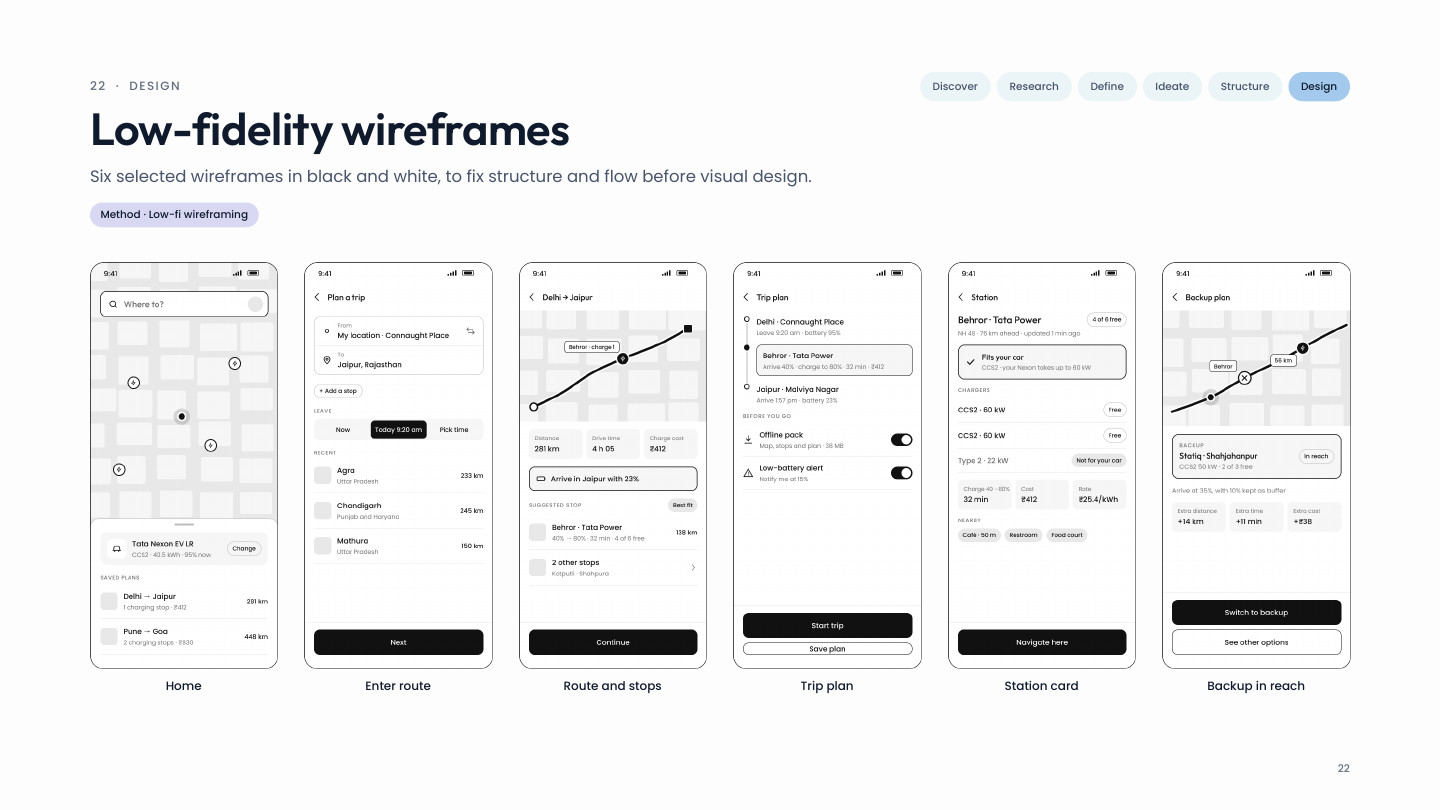 22 · DESIGN
Discover
Research
Define
Ideate
Structure
Design
Low-fidelity wireframes
Six selected wireframes in black and white, to fix structure and flow before visual design.
Method · Low-fi wireframing
9:41
Where to?
Tata Nexon EV LR
CCS2 · 40.5 kWh · 95% now
Change
SAVED PLANS
Delhi → Jaipur
1 charging stop · ₹412
281 km
Pune → Goa
2 charging stops · ₹930
448 km
Home
9:41
Plan a trip
From
My location · Connaught Place
To
Jaipur, Rajasthan
+ Add a stop
LEAVE
Now
Today 9:20 am
Pick time
RECENT
Agra
Uttar Pradesh
233 km
Chandigarh
Punjab and Haryana
245 km
Mathura
Uttar Pradesh
150 km
Next
Enter route
9:41
Delhi → Jaipur
Behror · charge 1
Distance
281 km
Drive time
4 h 05
Charge cost
₹412
Arrive in Jaipur with 23%
SUGGESTED STOP
Best fit
Behror · Tata Power
40% → 80% · 32 min · 4 of 6 free
138 km
2 other stops
Kotputli · Shahpura
Continue
Route and stops
9:41
Trip plan
Delhi · Connaught Place
Leave 9:20 am · battery 95%
Behror · Tata Power
Arrive 40% · charge to 80% · 32 min · ₹412
Jaipur · Malviya Nagar
Arrive 1:57 pm · battery 23%
BEFORE YOU GO
Offline pack
Map, stops and plan · 38 MB
Low-battery alert
Notify me at 15%
Start trip
Save plan
Trip plan
9:41
Station
Behror · Tata Power
4 of 6 free
NH 48 · 76 km ahead · updated 1 min ago
Fits your car
CCS2 · your Nexon takes up to 60 kW
CHARGERS
CCS2 · 60 kW
Free
CCS2 · 60 kW
Free
Type 2 · 22 kW
Not for your car
Charge 40→80%
32 min
Cost
₹412
Rate
₹25.4/kWh
NEARBY
Café · 50 m
Restroom
Food court
Navigate here
Station card
9:41
Backup plan
Behror
56 km
BACKUP
Statiq · Shahjahanpur
CCS2 50 kW · 2 of 3 free
In reach
Arrive at 35%, with 10% kept as buffer
Extra distance
+14 km
Extra time
+11 min
Extra cost
+₹38
Switch to backup
See other options
Backup in reach
22